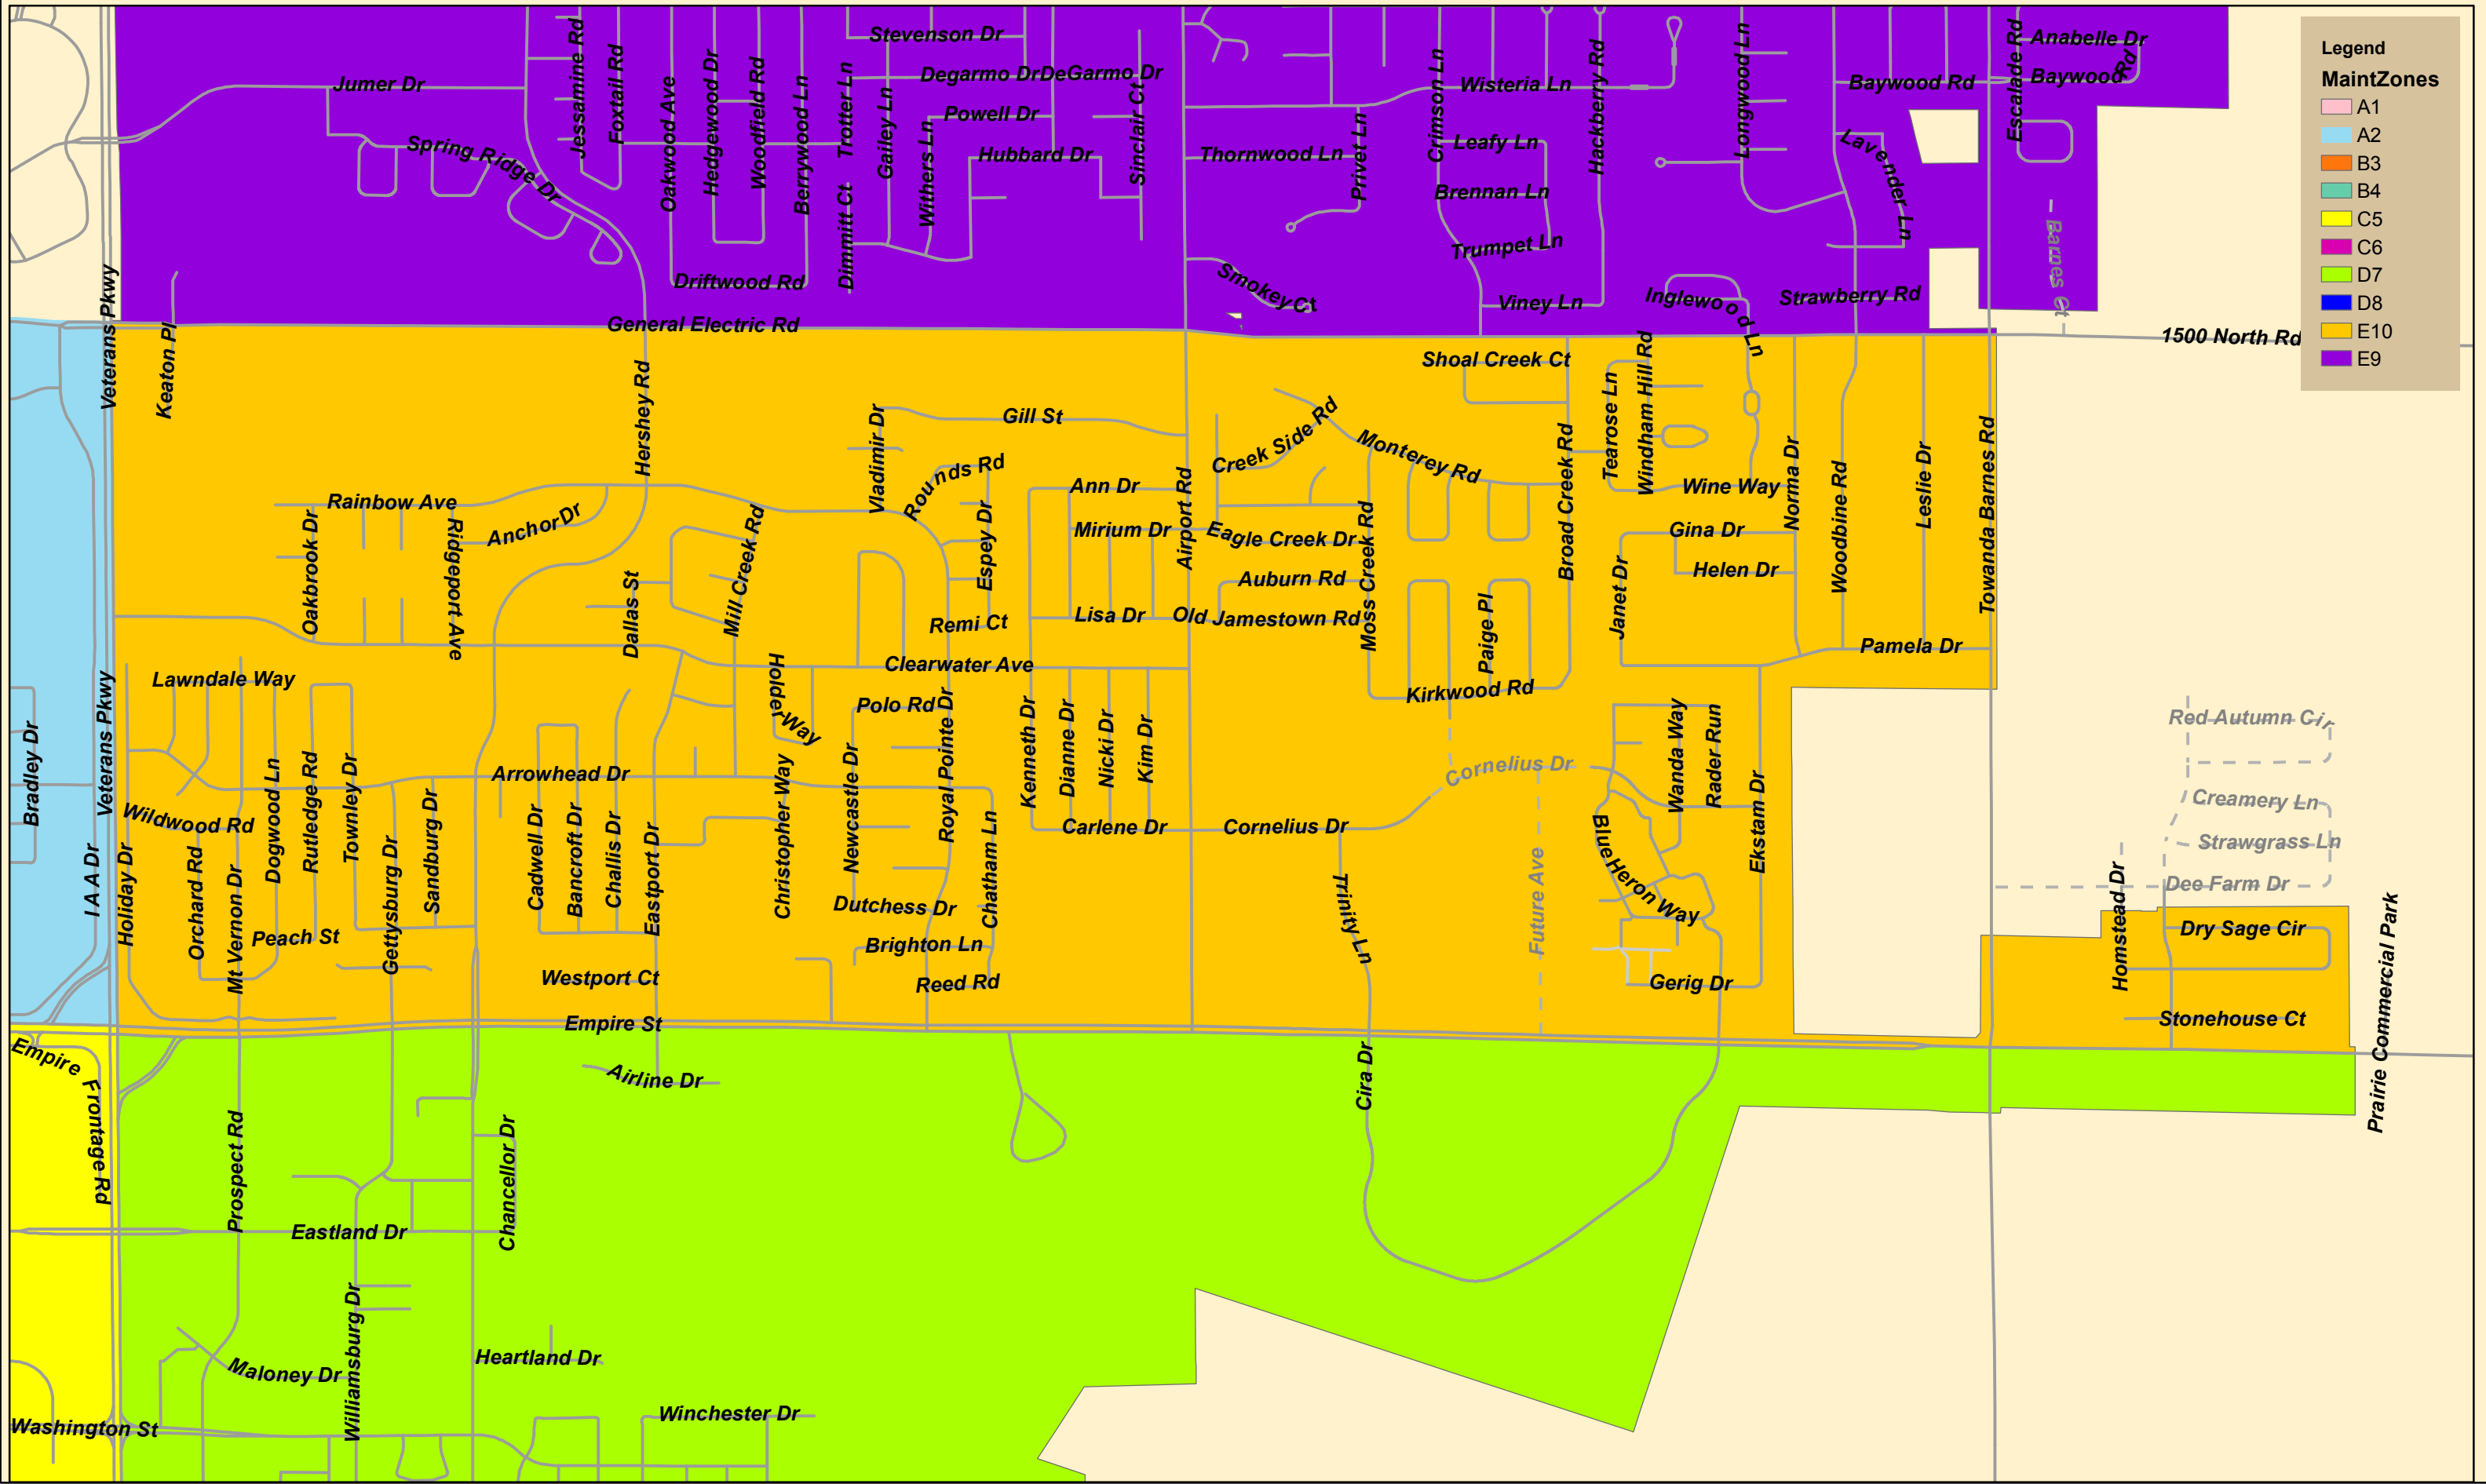 Legend
MaintZones
A1
A2
B3
B4
C5
C6
D7
D8
E10
E9
Stevenson Dr
Anabelle Dr
Jumer Dr
Degarmo Dr
DeGarmo Dr
Wisteria Ln
Baywood Rd
Baywood Rd
Jessamine Rd
Foxtail Rd
Oakwood Ave
Hedgewood Dr
Woodfield Rd
Berrywood Ln
Trotter Ln
Gailey Ln
Withers Ln
Sinclair Ct
Powell Dr
Hubbard Dr
Thornwood Ln
Privet Ln
Crimson Ln
Leafy Ln
Brennan Ln
Hackberry Rd
Longwood Ln
Lavender Ln
Escalade Rd
Barnes Ct
Spring Ridge Dr
Dimmitt Ct
Driftwood Rd
Trumpet Ln
Smokey Ct
Viney Ln
Inglewood Ln
Strawberry Rd
Veterans Pkwy
Keaton Pl
General Electric Rd
1500 North Rd
Hershey Rd
Shoal Creek Ct
Gill St
Vladimir Dr
Rounds Rd
Creek Side Rd
Monterey Rd
Broad Creek Rd
Tearose Ln
Windham Hill Rd
Norma Dr
Woodbine Rd
Leslie Dr
Towanda Barnes Rd
Rainbow Ave
Anchor Dr
Oakbrook Dr
Ridgeport Ave
Dallas St
Mill Creek Rd
Espey Dr
Ann Dr
Airport Rd
Mirium Dr
Eagle Creek Dr
Moss Creek Rd
Wine Way
Gina Dr
Helen Dr
Janet Dr
Auburn Rd
Remi Ct
Lisa Dr
Old Jamestown Rd
Paige Pl
Pamela Dr
Clearwater Ave
Lawndale Way
Hoelper Way
Polo Rd
Kirkwood Rd
Veterans Pkwy
Bradley Dr
Royal Pointe Dr
Kenneth Dr
Dianne Dr
Nicki Dr
Kim Dr
Wanda Way
Rader Run
Ekstam Dr
Red Autumn Cir
Creamery Ln
Strawgrass Ln
Dee Farm Dr
Arrowhead Dr
Cornelius Dr
Wildwood Rd
Dogwood Ln
Rutledge Rd
Townley Dr
Gettysburg Dr
Sandburg Dr
Cadwell Dr
Bancroft Dr
Challis Dr
Eastport Dr
Christopher Way
Newcastle Dr
Chatham Ln
Carlene Dr
Cornelius Dr
Blue Heron Way
I A A Dr
Holiday Dr
Orchard Rd
Mt Vernon Dr
Peach St
Dutchess Dr
Brighton Ln
Reed Rd
Westport Ct
Trinity Ln
Future Ave
Gerig Dr
Homstead Dr
Dry Sage Cir
Stonehouse Ct
Prairie Commercial Park
Empire St
Empire Frontage Rd
Airline Dr
Cira Dr
Prospect Rd
Chancellor Dr
Eastland Dr
Williamsburg Dr
Maloney Dr
Heartland Dr
Winchester Dr
Washington St